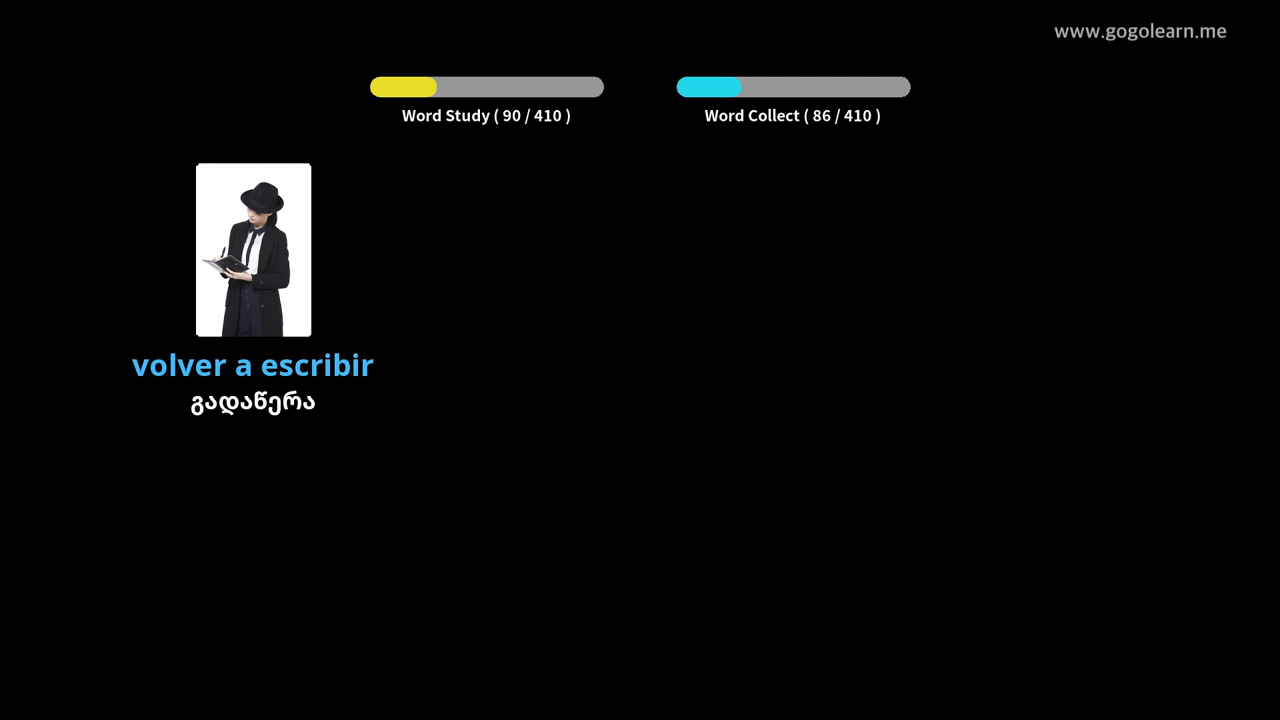 www.gogolearn.me
Word Study ( 90 / 410 )
Word Collect ( 86 / 410 )
volver a escribir
გადაწერა